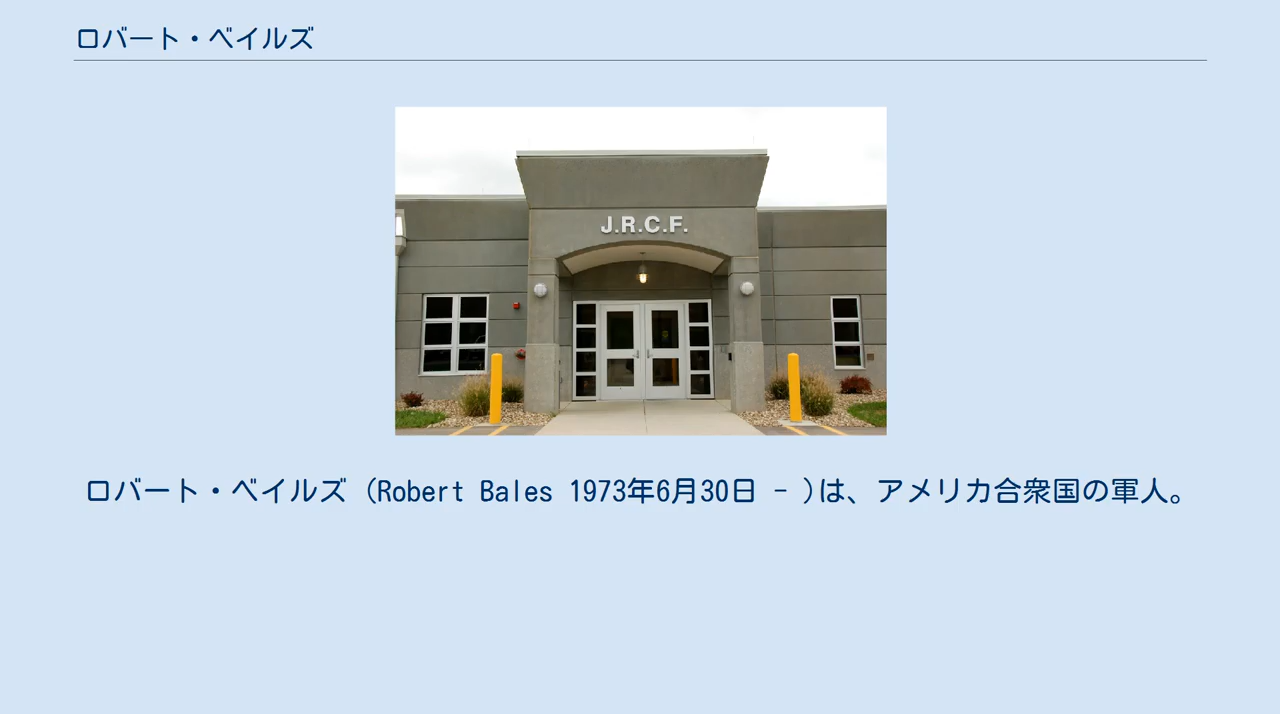 ロバート・ベイルズ
J.R.C.F.
ロバート・ベイルズ (Robert Bales 1973年6月30日 - )は、アメリカ合衆国の軍人。